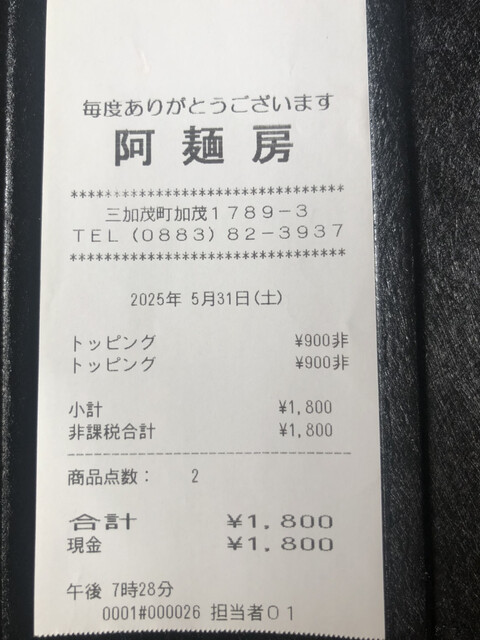 毎度ありがとうございます
阿麺房
********************************
三加茂町加茂1789-3
TEL(0883)82-3937
********************************
2025年 5月31日(土)
トッピング ¥900非
トッピング ¥900非
小計 ¥1,800
非課税合計 ¥1,800
--------------------------------
商品点数: 2
合計 ¥1,800
現金 ¥1,800
午後 7時28分
0001#000026 担当者01